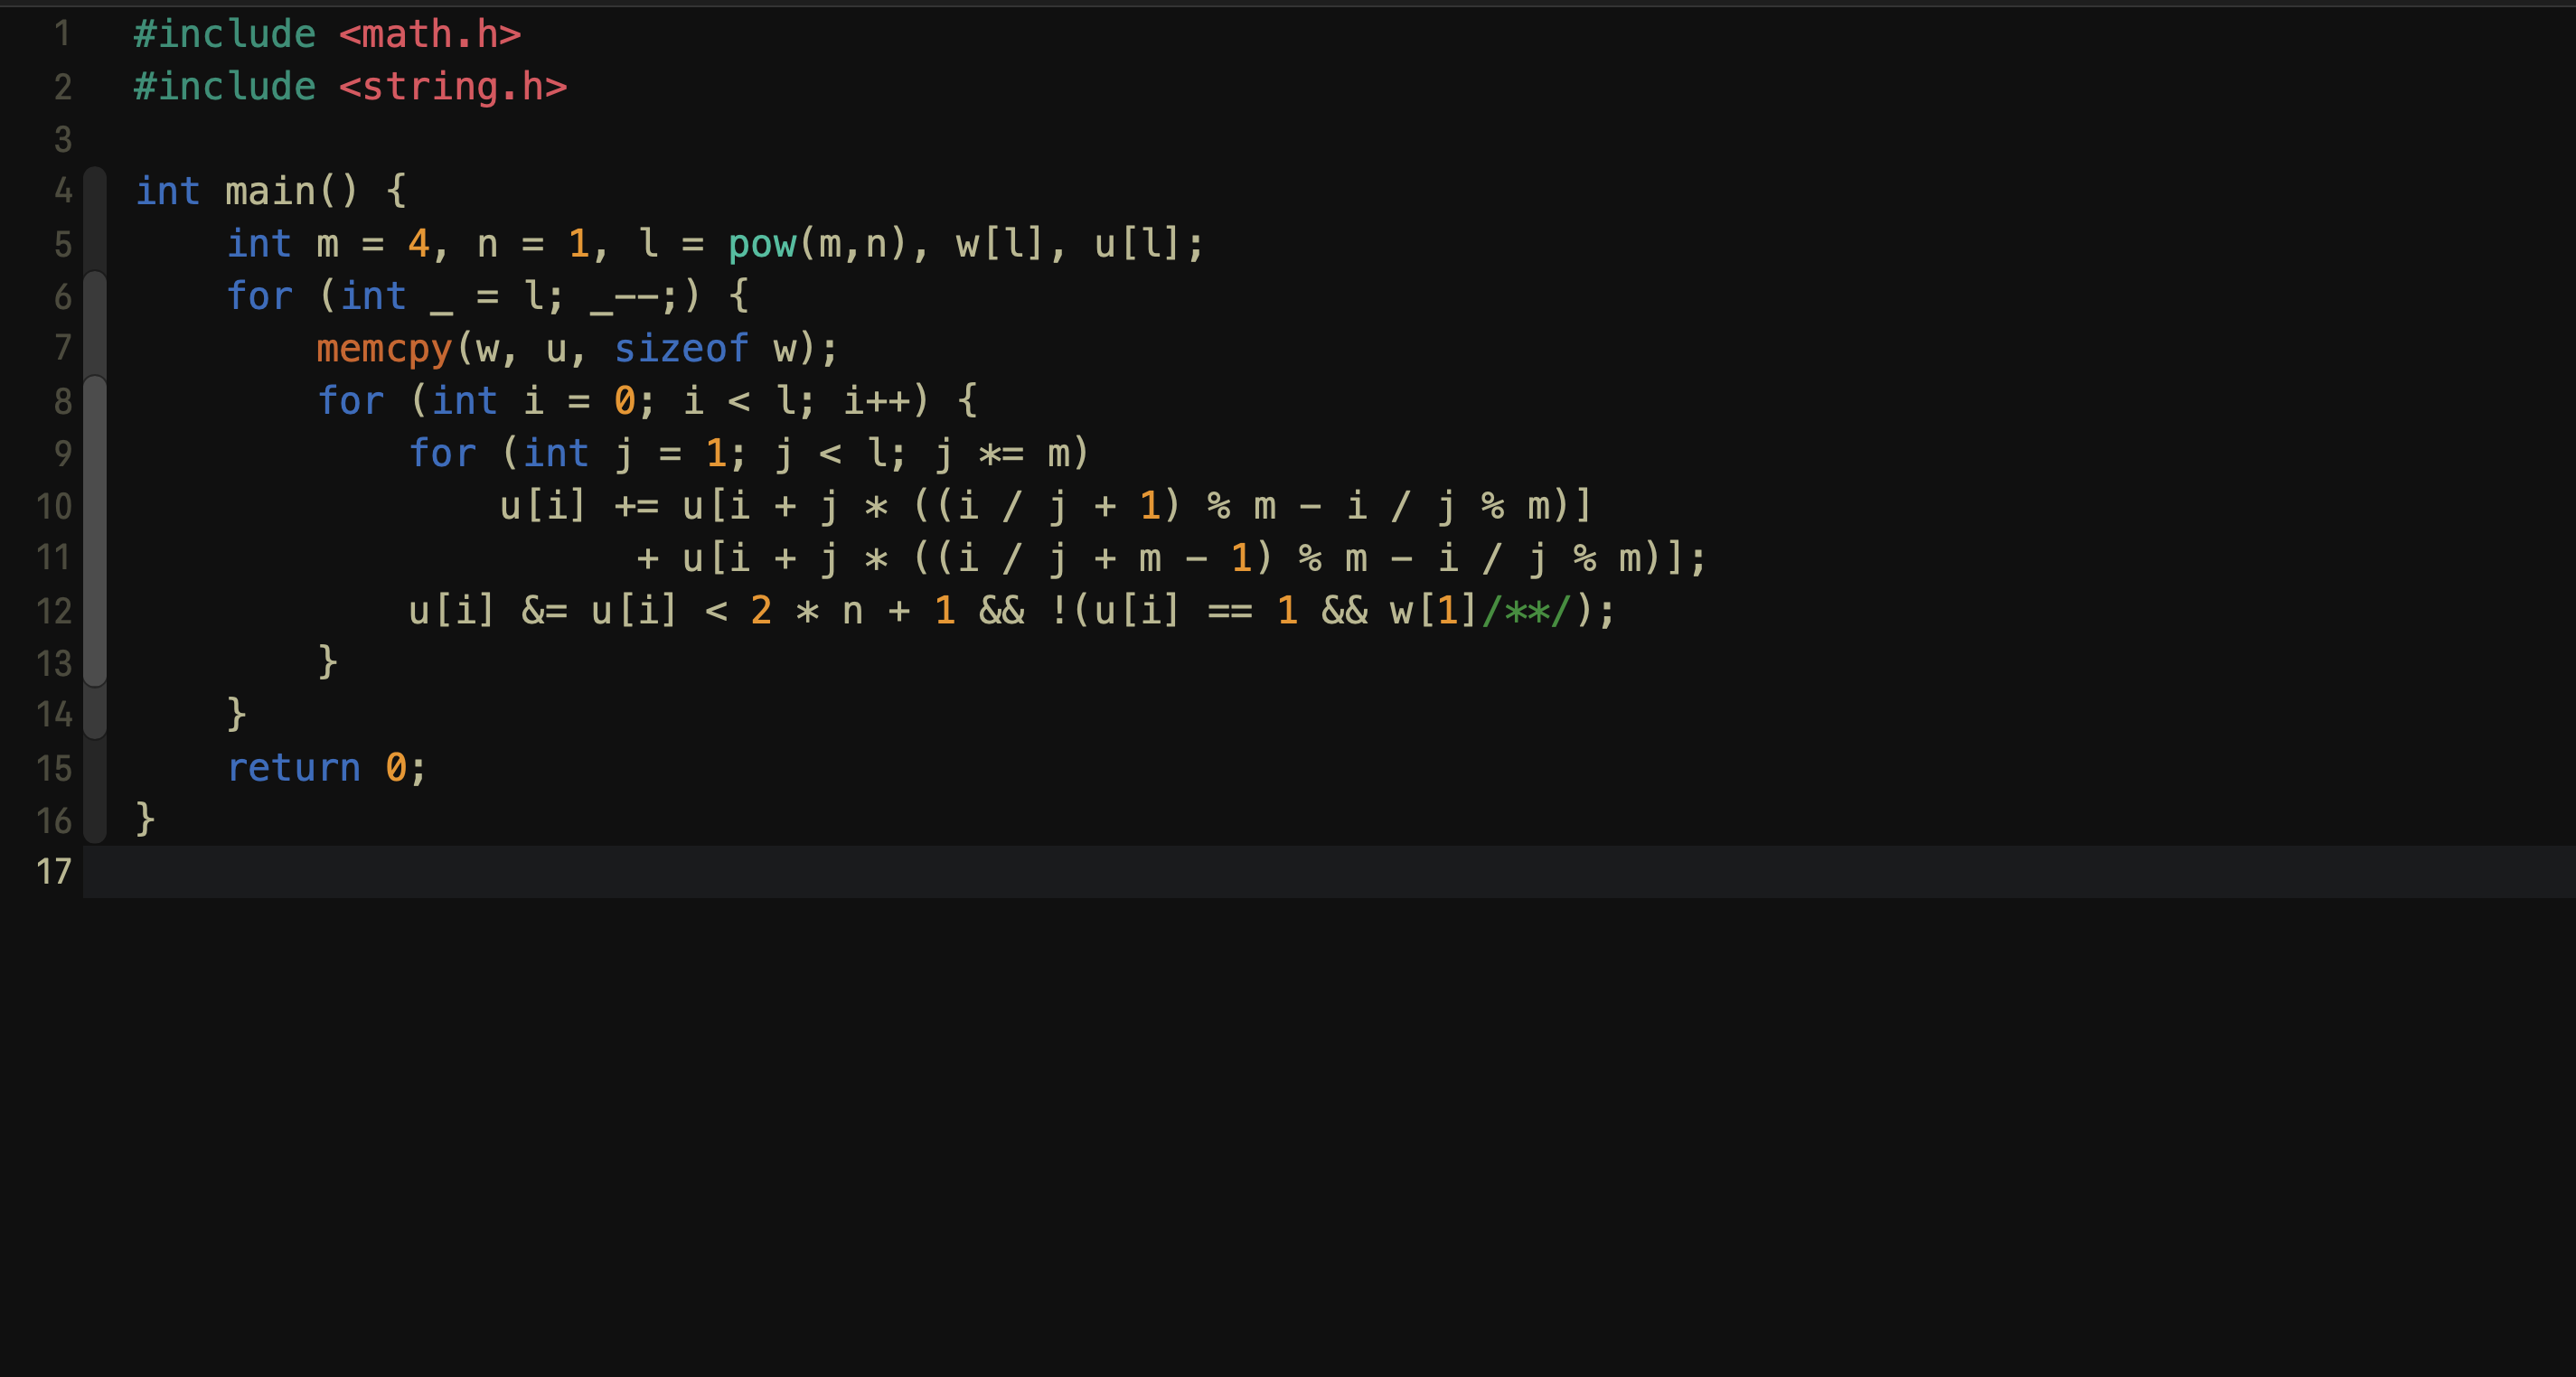 1 #include <math.h>
2 #include <string.h>
3
4 int main() {
5     int m = 4, n = 1, l = pow(m,n), w[l], u[l];
6     for (int _ = l; _--;) {
7         memcpy(w, u, sizeof w);
8         for (int i = 0; i < l; i++) {
9             for (int j = 1; j < l; j *= m)
10                 u[i] += u[i + j * ((i / j + 1) % m - i / j % m)]
11                       + u[i + j * ((i / j + m - 1) % m - i / j % m)];
12             u[i] &= u[i] < 2 * n + 1 && !(u[i] == 1 && w[1]/**/);
13         }
14     }
15     return 0;
16 }
17